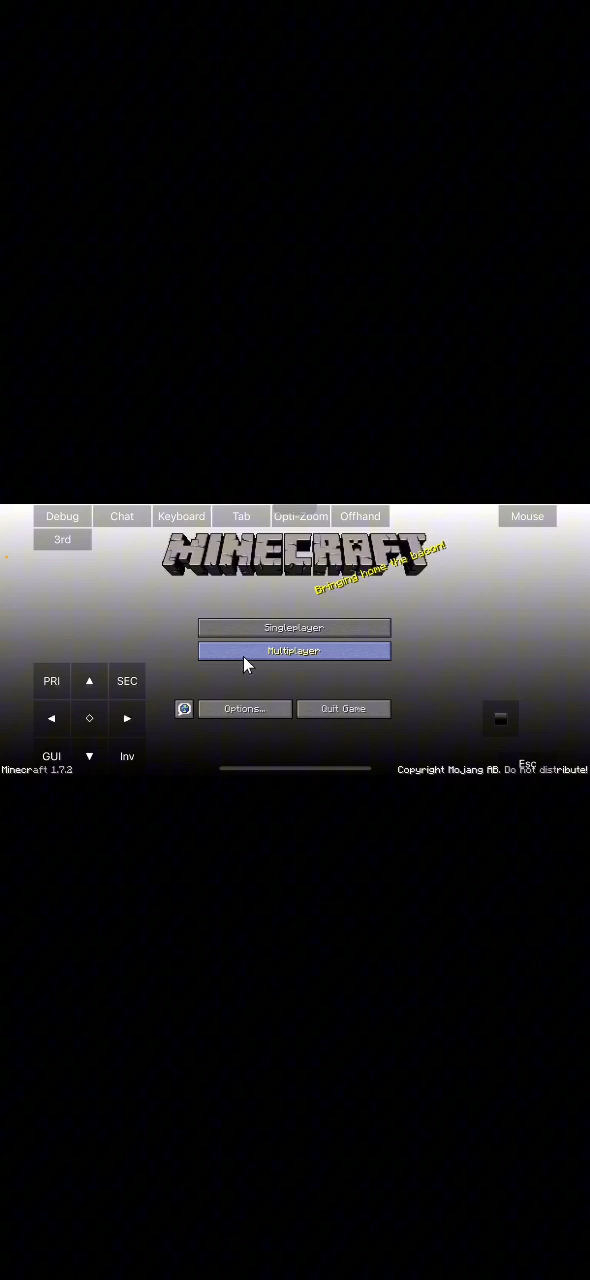 Debug Chat Keyboard Tab Opti-Zoom Offhand Mouse
3rd
MINECRAFT
Bringing home the bacon!
Singleplayer
Multiplayer
PRI ▲ SEC
◄ ◇ ►
Options... Quit Game
GUI ▼ Inv
Esc
Minecraft 1.7.2 Copyright Mojang AB. Do not distribute!